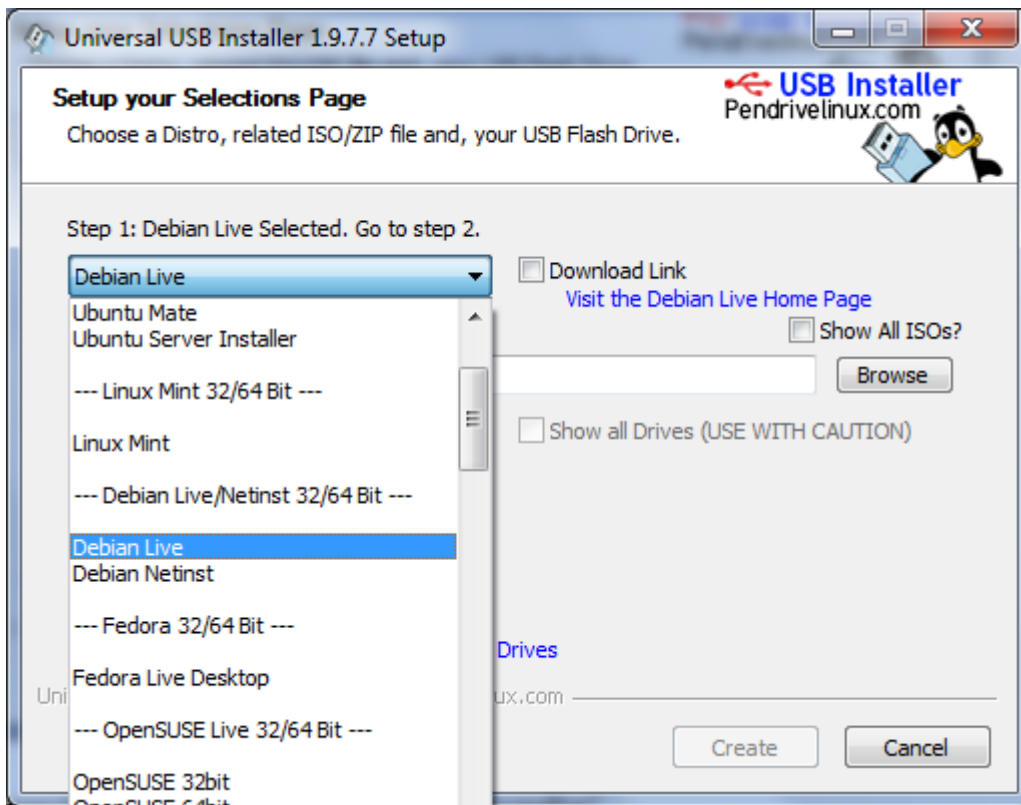 Universal USB Installer 1.9.7.7 Setup
Setup your Selections Page
Choose a Distro, related ISO/ZIP file and, your USB Flash Drive.
USB Installer
Pendrivelinux.com
Step 1: Debian Live Selected. Go to step 2.
Debian Live
Download Link
Visit the Debian Live Home Page
Show All ISOs?
Browse
Show all Drives (USE WITH CAUTION)
Ubuntu Mate
Ubuntu Server Installer
--- Linux Mint 32/64 Bit ---
Linux Mint
--- Debian Live/Netinst 32/64 Bit ---
Debian Live
Debian Netinst
--- Fedora 32/64 Bit ---
Fedora Live Desktop
--- OpenSUSE Live 32/64 Bit ---
OpenSUSE 32bit
OpenSUSE 64bit
Drives
Uni
ux.com
Create
Cancel